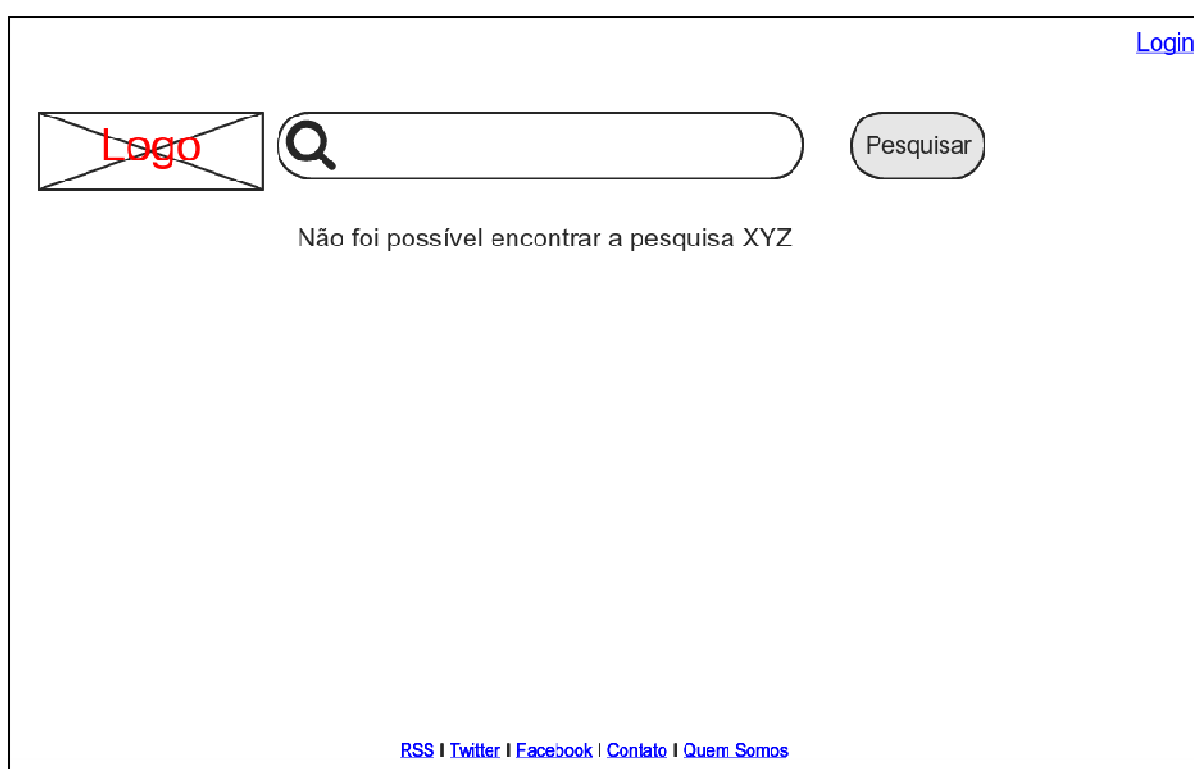 Login
Logo
Pesquisar
Não foi possível encontrar a pesquisa XYZ
RSS | Twitter | Facebook | Contato | Quem Somos